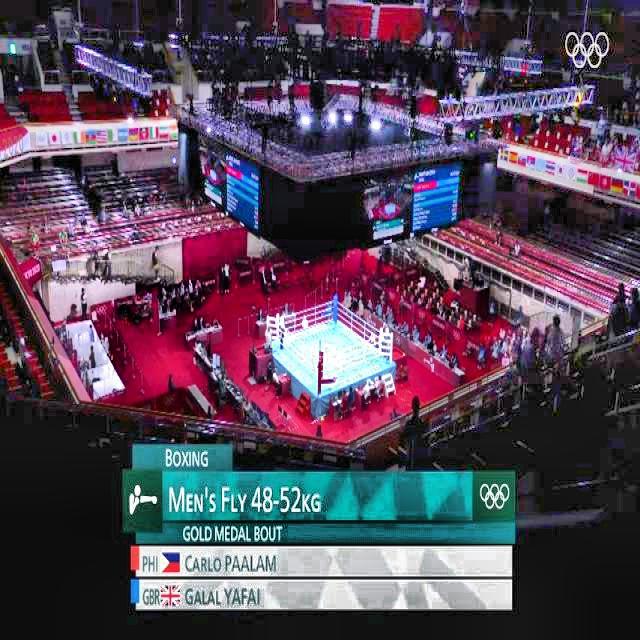 BOXING
MEN'S FLY 48-52KG
GOLD MEDAL BOUT
PHI CARLO PAALAM
GBR GALAL YAFAI